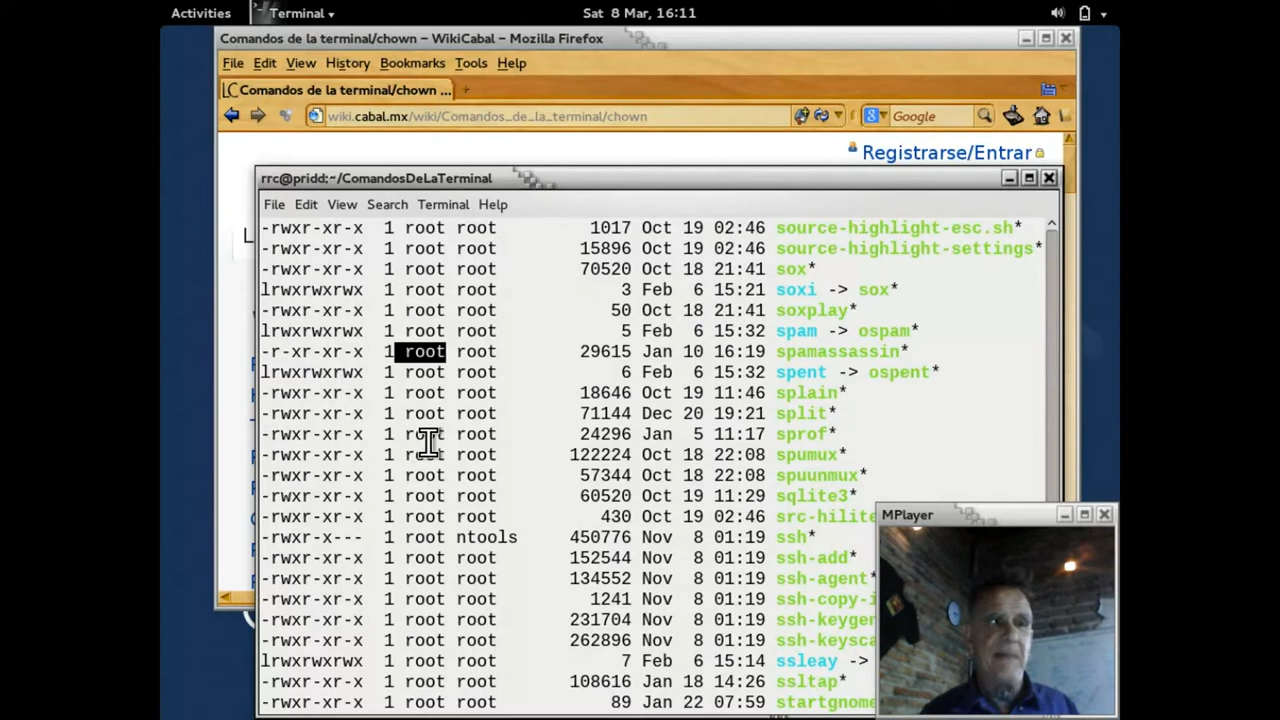 Activities Terminal Sat 8 Mar, 16:11
Comandos de la terminal/chown – WikiCabal – Mozilla Firefox
File Edit View History Bookmarks Tools Help
Comandos de la terminal/chown ...
wiki.cabal.mx/wiki/Comandos_de_la_terminal/chown Google
Registrarse/Entrar
rrc@pridd:~/ComandosDeLaTerminal
File Edit View Search Terminal Help
-rwxr-xr-x 1 root root 1017 Oct 19 02:46 source-highlight-esc.sh*
-rwxr-xr-x 1 root root 15896 Oct 19 02:46 source-highlight-settings*
-rwxr-xr-x 1 root root 70520 Oct 18 21:41 sox*
lrwxrwxrwx 1 root root 3 Feb 6 15:21 soxi -> sox*
-rwxr-xr-x 1 root root 50 Oct 18 21:41 soxplay*
lrwxrwxrwx 1 root root 5 Feb 6 15:32 spam -> ospam*
-r-xr-xr-x 1 root root 29615 Jan 10 16:19 spamassassin*
lrwxrwxrwx 1 root root 6 Feb 6 15:32 spent -> ospent*
-rwxr-xr-x 1 root root 18646 Oct 19 11:46 splain*
-rwxr-xr-x 1 root root 71144 Dec 20 19:21 split*
-rwxr-xr-x 1 root root 24296 Jan 5 11:17 sprof*
-rwxr-xr-x 1 root root 122224 Oct 18 22:08 spumux*
-rwxr-xr-x 1 root root 57344 Oct 18 22:08 spuunmux*
-rwxr-xr-x 1 root root 60520 Oct 19 11:29 sqlite3*
-rwxr-xr-x 1 root root 430 Oct 19 02:46 src-hilite
-rwxr-x--- 1 root ntools 450776 Nov 8 01:19 ssh*
-rwxr-xr-x 1 root root 152544 Nov 8 01:19 ssh-add*
-rwxr-xr-x 1 root root 134552 Nov 8 01:19 ssh-agent*
-rwxr-xr-x 1 root root 1241 Nov 8 01:19 ssh-copy-i
-rwxr-xr-x 1 root root 231704 Nov 8 01:19 ssh-keyger
-rwxr-xr-x 1 root root 262896 Nov 8 01:19 ssh-keysca
lrwxrwxrwx 1 root root 7 Feb 6 15:14 ssleay ->
-rwxr-xr-x 1 root root 108616 Jan 18 14:26 ssltap*
-rwxr-xr-x 1 root root 89 Jan 22 07:59 startgnome
MPlayer